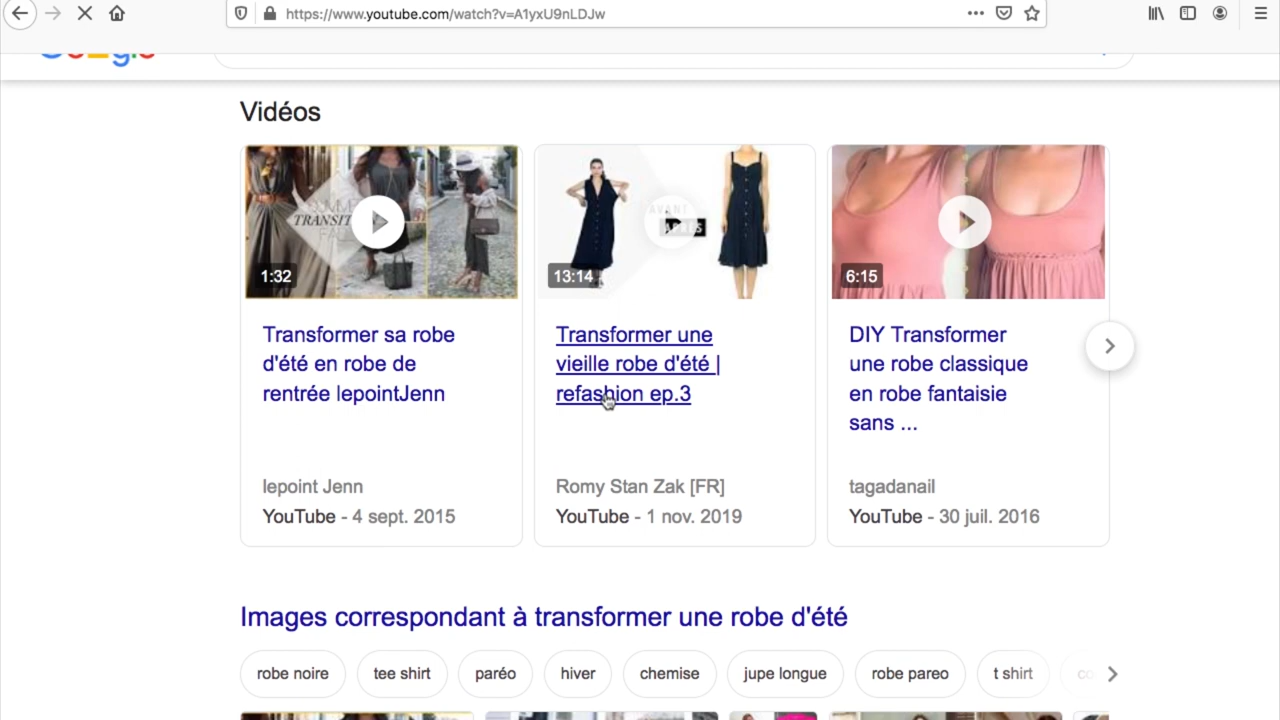 https://www.youtube.com/watch?v=A1yxU9nLDJw
Google
Vidéos
TRANSIT
1:32
AVANT
13:14
6:15
Transformer sa robe
d'été en robe de
rentrée lepointJenn
Transformer une
vieille robe d'été |
refashion ep.3
DIY Transformer
une robe classique
en robe fantaisie
sans ...
lepoint Jenn
YouTube - 4 sept. 2015
Romy Stan Zak [FR]
YouTube - 1 nov. 2019
tagadanail
YouTube - 30 juil. 2016
Images correspondant à transformer une robe d'été
robe noire
tee shirt
paréo
hiver
chemise
jupe longue
robe pareo
t shirt